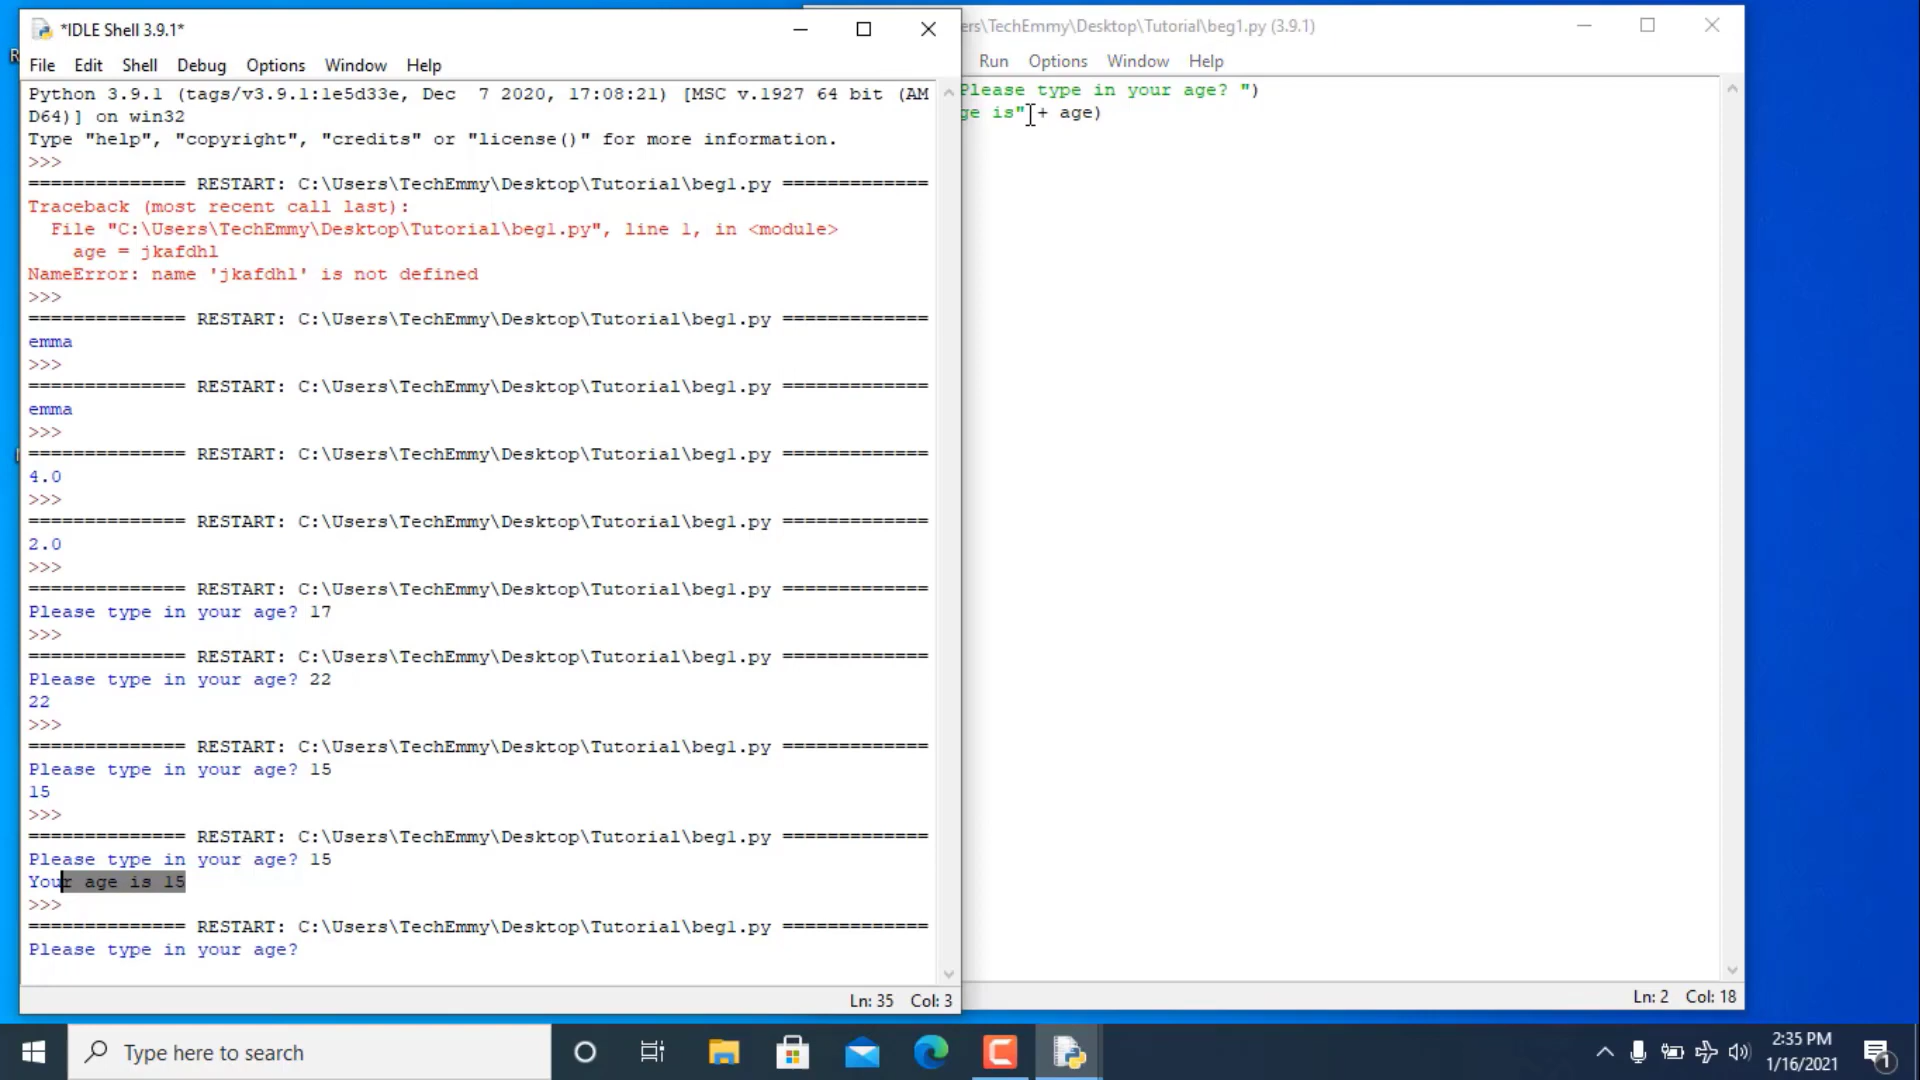 *IDLE Shell 3.9.1*
File Edit Shell Debug Options Window Help
Python 3.9.1 (tags/v3.9.1:1e5d33e, Dec  7 2020, 17:08:21) [MSC v.1927 64 bit (AM
D64)] on win32
Type "help", "copyright", "credits" or "license()" for more information.
>>>
============== RESTART: C:\Users\TechEmmy\Desktop\Tutorial\beg1.py =============
Traceback (most recent call last):
  File "C:\Users\TechEmmy\Desktop\Tutorial\beg1.py", line 1, in <module>
    age = jkafdhl
NameError: name 'jkafdhl' is not defined
>>>
============== RESTART: C:\Users\TechEmmy\Desktop\Tutorial\beg1.py =============
emma
>>>
============== RESTART: C:\Users\TechEmmy\Desktop\Tutorial\beg1.py =============
emma
>>>
============== RESTART: C:\Users\TechEmmy\Desktop\Tutorial\beg1.py =============
4.0
>>>
============== RESTART: C:\Users\TechEmmy\Desktop\Tutorial\beg1.py =============
2.0
>>>
============== RESTART: C:\Users\TechEmmy\Desktop\Tutorial\beg1.py =============
Please type in your age? 17
>>>
============== RESTART: C:\Users\TechEmmy\Desktop\Tutorial\beg1.py =============
Please type in your age? 22
22
>>>
============== RESTART: C:\Users\TechEmmy\Desktop\Tutorial\beg1.py =============
Please type in your age? 15
15
>>>
============== RESTART: C:\Users\TechEmmy\Desktop\Tutorial\beg1.py =============
Please type in your age? 15
Your age is 15
>>>
============== RESTART: C:\Users\TechEmmy\Desktop\Tutorial\beg1.py =============
Please type in your age?
Ln: 35 Col: 3
ers\TechEmmy\Desktop\Tutorial\beg1.py (3.9.1)
Run Options Window Help
Please type in your age? ")
ge is" + age)
Ln: 2 Col: 18
Type here to search
2:35 PM
1/16/2021
1